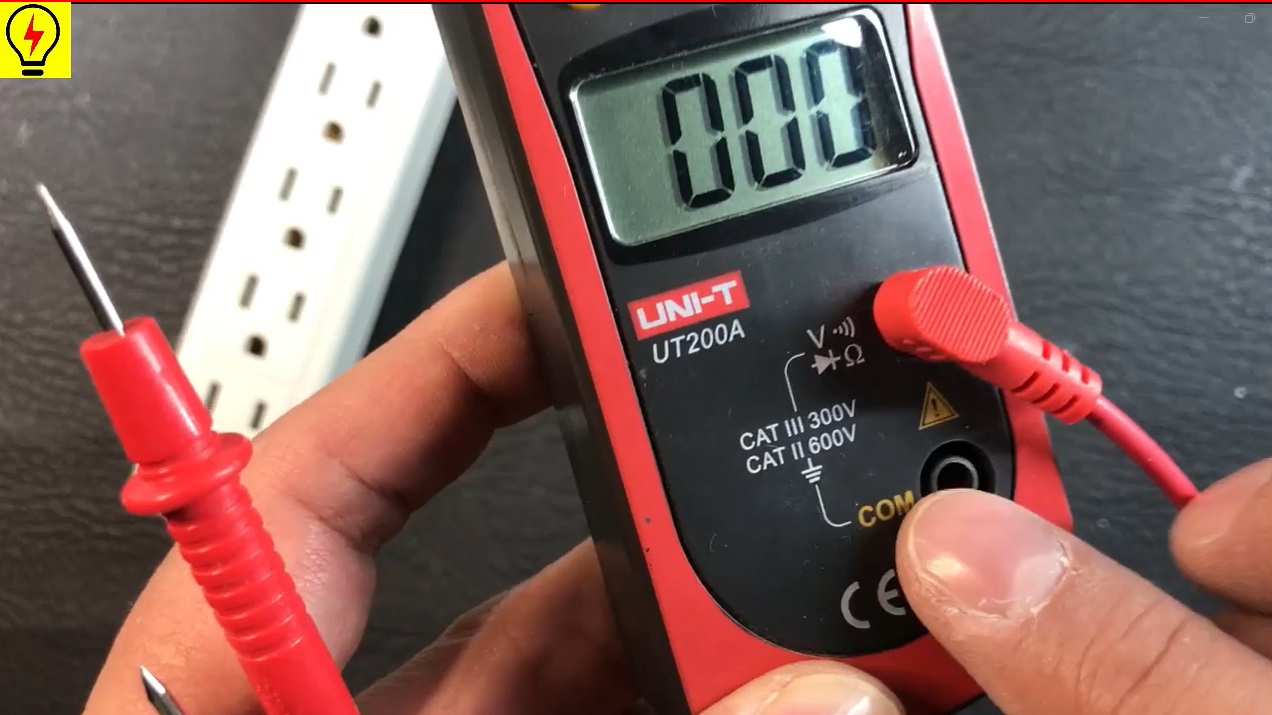 000
UNI-T
UT200A
V
Ω
CAT III 300V
CAT II 600V
COM
CE